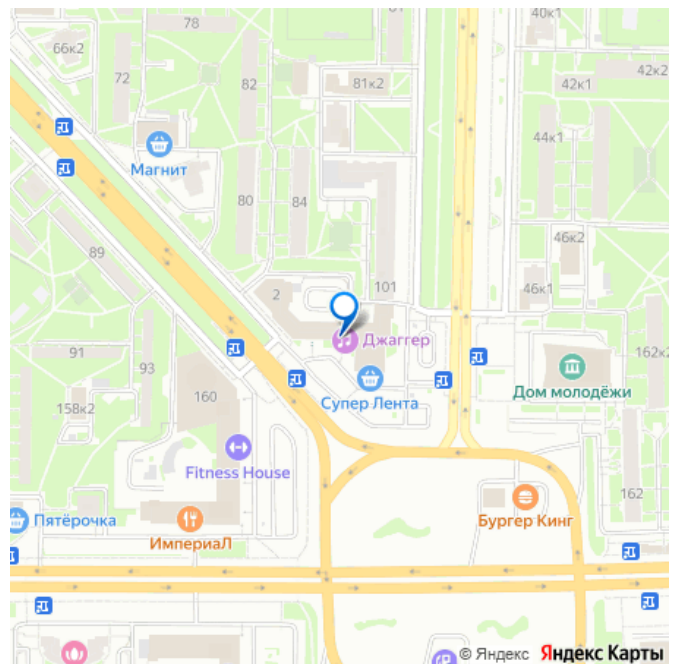 78
81
40к1
66к2
72
82
81к2
42к1
42к2
44к1
Магнит
80
84
89
46к2
2
101
46к1
Джаггер
91
93
162к2
158к2
160
Супер Лента
Дом молодёжи
Fitness House
162
Пятёрочка
Бургер Кинг
ИмпериаЛ
© Яндекс Яндекс Карты